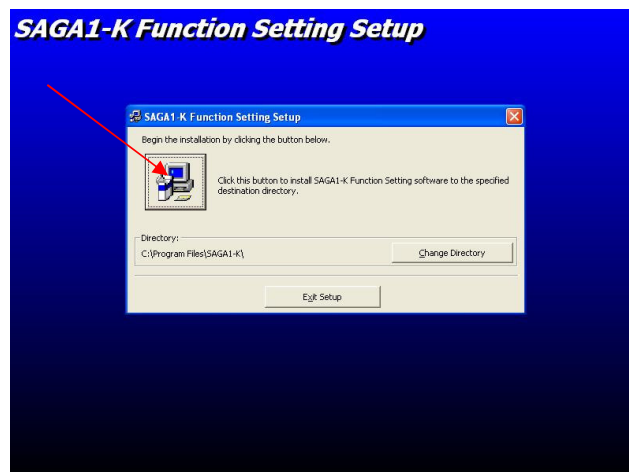 SAGA1-K Function Setting Setup
SAGA1-K Function Setting Setup
Begin the installation by clicking the button below.
Click this button to install SAGA1-K Function Setting software to the specified
destination directory.
Directory:
C:\Program Files\SAGA1-K\
Change Directory
Exit Setup